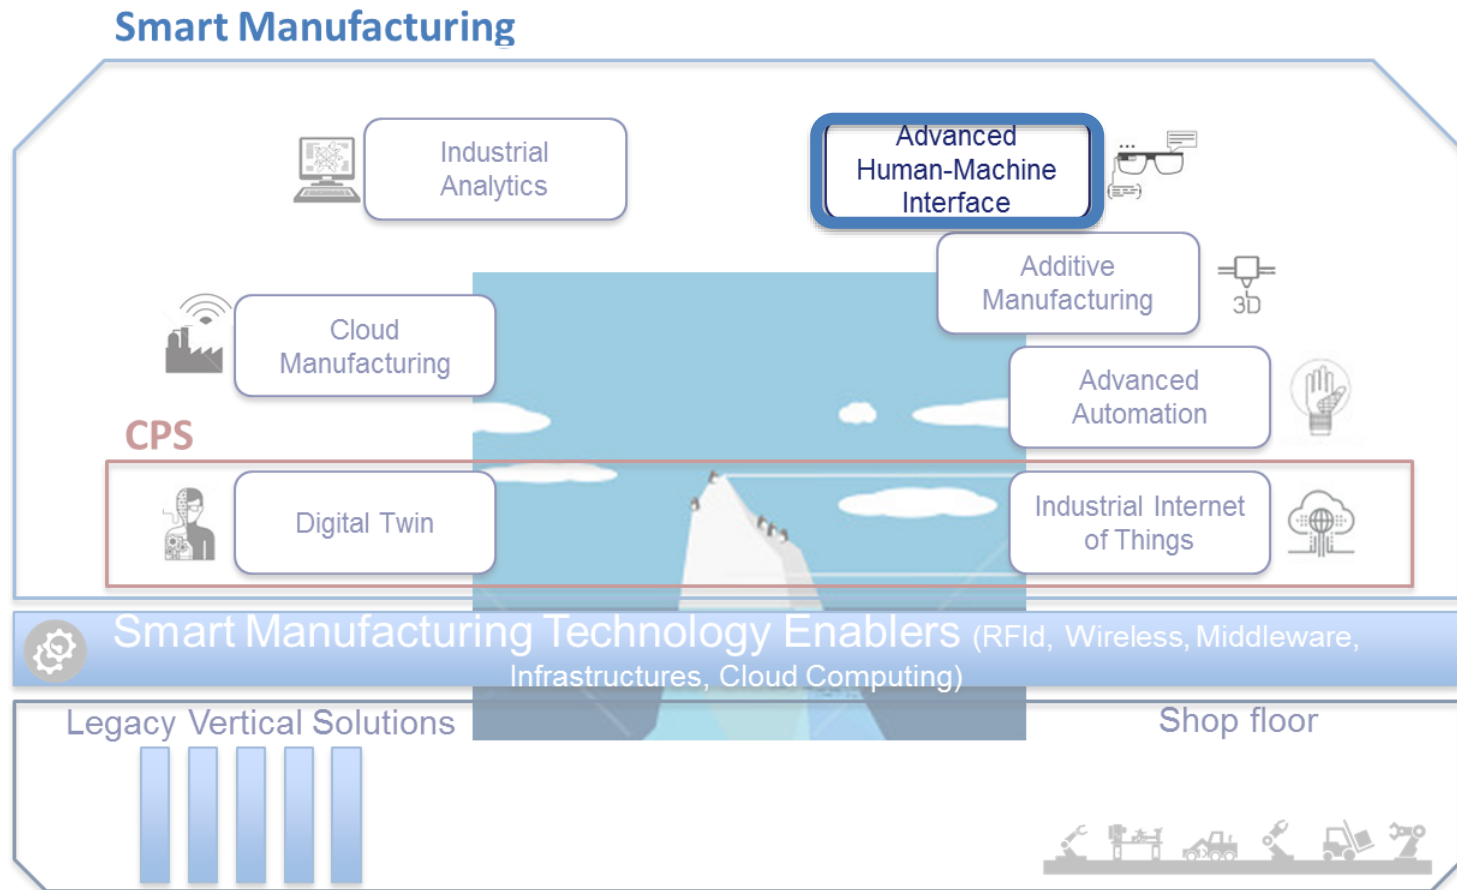 Smart Manufacturing
Industrial
Analytics
Advanced
Human-Machine
Interface
Additive
Manufacturing
3D
Cloud
Manufacturing
Advanced
Automation
CPS
Digital Twin
Industrial Internet
of Things
Smart Manufacturing Technology Enablers (RFId, Wireless, Middleware,
Infrastructures, Cloud Computing)
Legacy Vertical Solutions
Shop floor